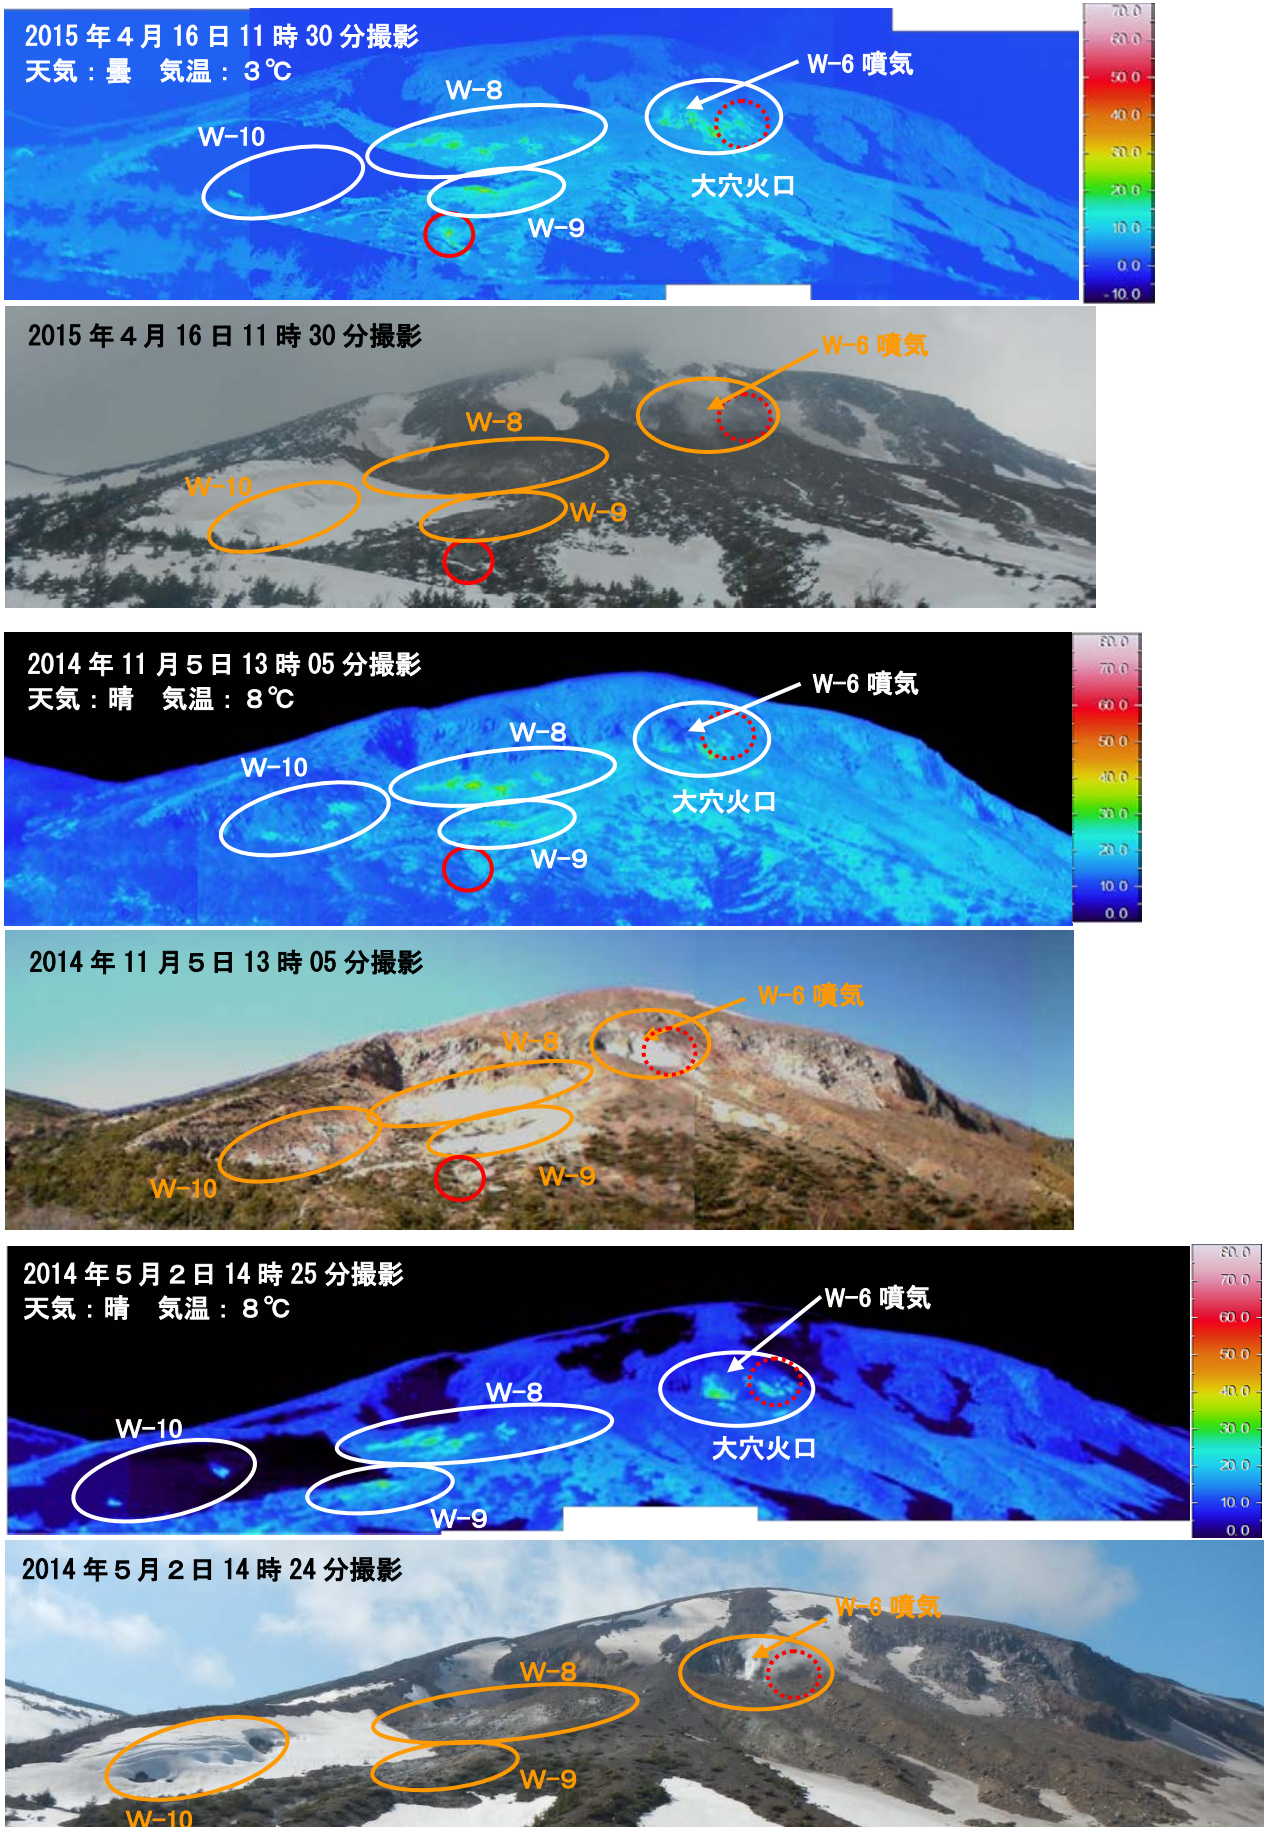 2015年４月16日11時30分撮影
天気：曇　気温：３℃
W-6 噴気
W-8
W-10
大穴火口
W-9
70.0
60.0
50.0
40.0
30.0
20.0
10.0
0.0
-10.0
2015年４月16日11時30分撮影
W-6 噴気
W-8
W-10
W-9
2014年11月５日13時05分撮影
天気：晴　気温：８℃
W-6 噴気
W-8
W-10
大穴火口
W-9
80.0
70.0
60.0
50.0
40.0
30.0
20.0
10.0
0.0
2014年11月５日13時05分撮影
W-6 噴気
W-8
W-9
W-10
2014年５月２日14時25分撮影
天気：晴　気温：８℃
W-6 噴気
W-8
W-10
大穴火口
W-9
80.0
70.0
60.0
50.0
40.0
30.0
20.0
10.0
0.0
2014年５月２日14時24分撮影
W-6 噴気
W-8
W-9
W-10